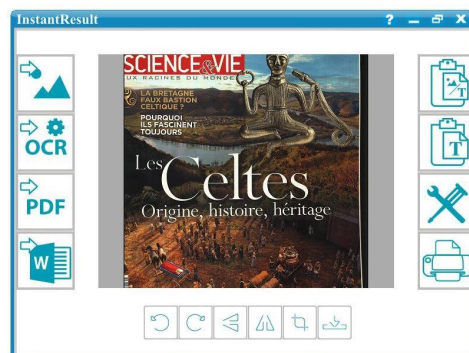 InstantResult
?
SCIENCE & VIE
AUX RACINES DU MONDE
LA BRETAGNE
FAUX BASTION
CELTIQUE ?
POURQUOI
ILS FASCINENT
TOUJOURS
Les
Celtes
Origine, histoire, héritage
OCR
PDF
W
T
T